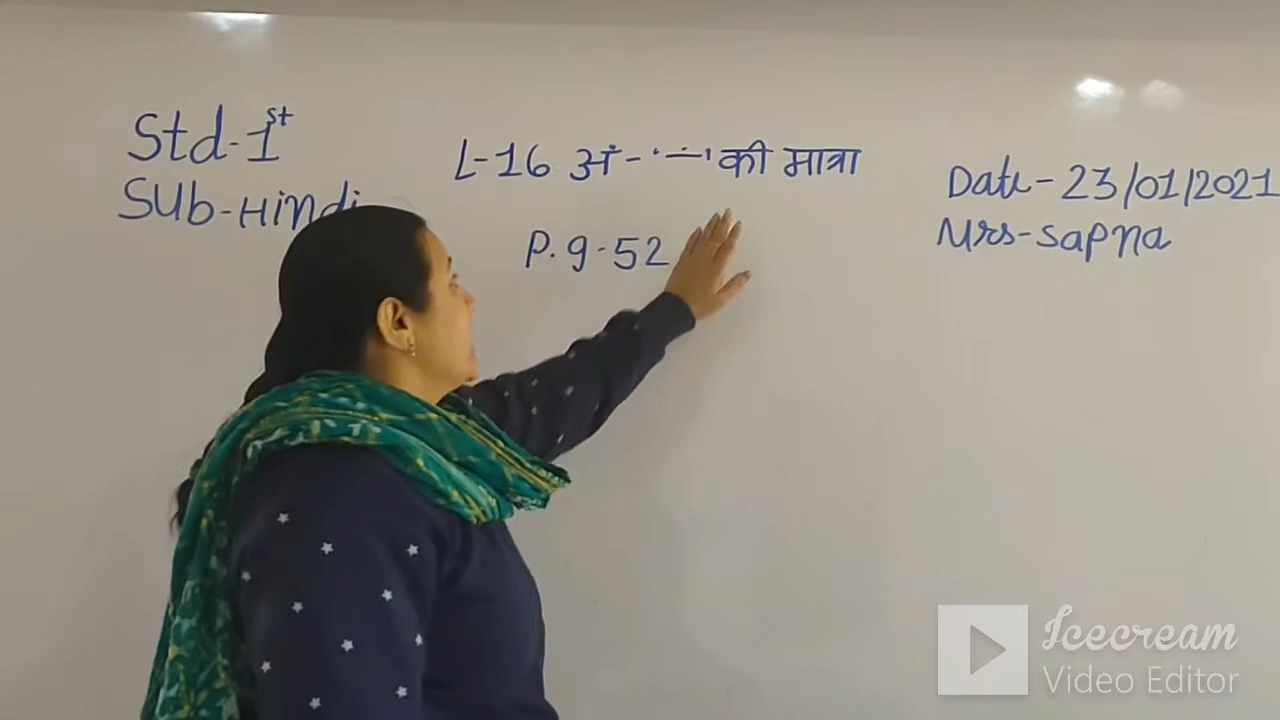 Std-1st
Sub-Hindi
L-16 अं- ' ∸ ' की मात्रा
P.g-52
Date-23/01/2021
Mrs-Sapna
Icecream
Video Editor